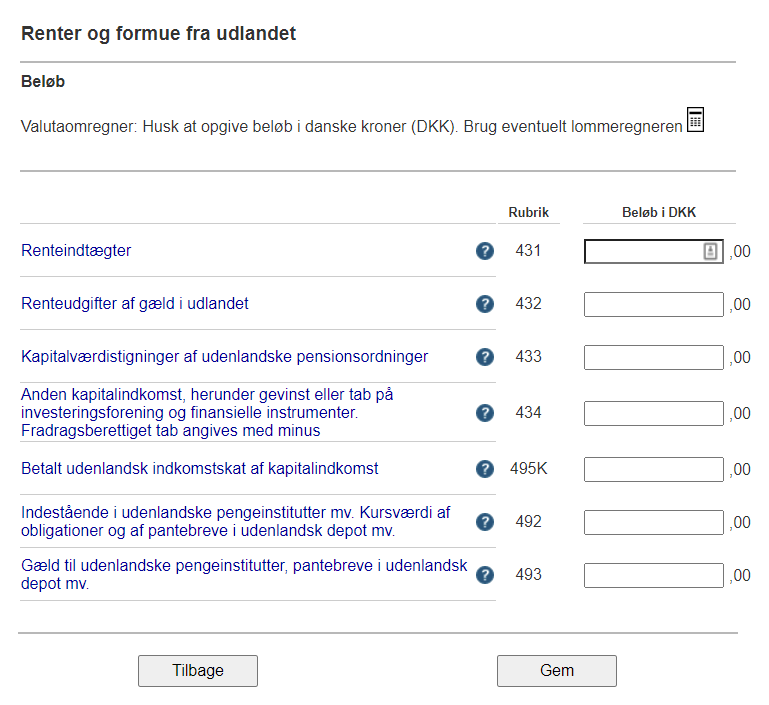 Renter og formue fra udlandet
Beløb
Valutaomregner: Husk at opgive beløb i danske kroner (DKK). Brug eventuelt lommeregneren
Rubrik Beløb i DKK
Renteindtægter ? 431 ,00
Renteudgifter af gæld i udlandet ? 432 ,00
Kapitalværdistigninger af udenlandske pensionsordninger ? 433 ,00
Anden kapitalindkomst, herunder gevinst eller tab på
investeringsforening og finansielle instrumenter.
Fradragsberettiget tab angives med minus
? 434 ,00
Betalt udenlandsk indkomstskat af kapitalindkomst ? 495K ,00
Indestående i udenlandske pengeinstitutter mv. Kursværdi af
obligationer og af pantebreve i udenlandsk depot mv.
? 492 ,00
Gæld til udenlandske pengeinstitutter, pantebreve i udenlandsk
depot mv.
? 493 ,00
Tilbage Gem